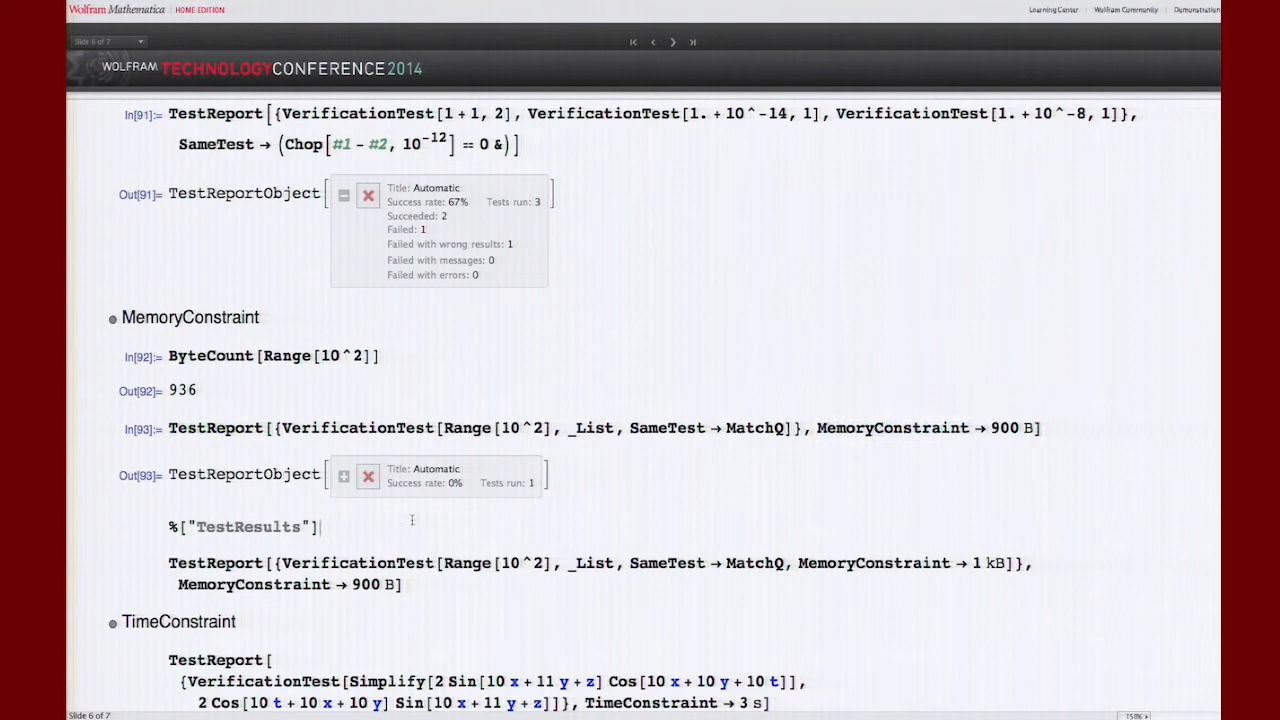 Wolfram Mathematica | HOME EDITION
Learning Center | Wolfram Community | Demonstration
Slide 6 of 7
WOLFRAM TECHNOLOGYCONFERENCE2014
In[91]:= TestReport[{VerificationTest[1 + 1, 2], VerificationTest[1. + 10^-14, 1], VerificationTest[1. + 10^-8, 1]},
SameTest → (Chop[#1 - #2, 10^-12] == 0 &)]
Out[91]= TestReportObject[
Title: Automatic
Success rate: 67% Tests run: 3
Succeeded: 2
Failed: 1
Failed with wrong results: 1
Failed with messages: 0
Failed with errors: 0
]
MemoryConstraint
In[92]:= ByteCount[Range[10^2]]
Out[92]= 936
In[93]:= TestReport[{VerificationTest[Range[10^2], _List, SameTest → MatchQ]}, MemoryConstraint → 900 B]
Out[93]= TestReportObject[
Title: Automatic
Success rate: 0% Tests run: 1
]
%["TestResults"]
TestReport[{VerificationTest[Range[10^2], _List, SameTest → MatchQ, MemoryConstraint → 1 kB]},
MemoryConstraint → 900 B]
TimeConstraint
TestReport[
{VerificationTest[Simplify[2 Sin[10 x + 11 y + z] Cos[10 x + 10 y + 10 t]],
2 Cos[10 t + 10 x + 10 y] Sin[10 x + 11 y + z]]}, TimeConstraint → 3 s]
Slide 6 of 7
150%